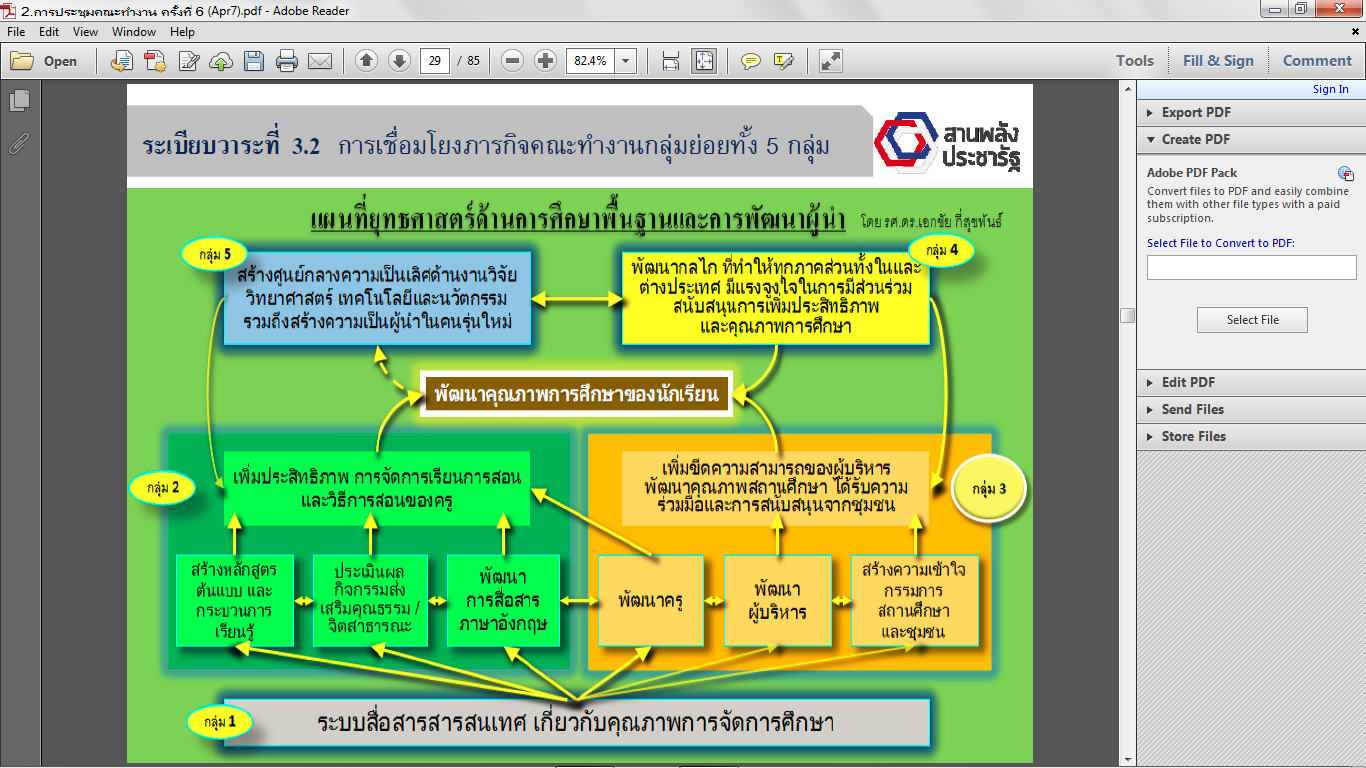 2.การประชุมคณะทำงาน ครั้งที่ 6 (Apr7).pdf - Adobe Reader
File Edit View Window Help
Open 29 / 85 82.4% Tools Fill & Sign Comment
Sign In
Export PDF
Create PDF
Adobe PDF Pack
Convert files to PDF and easily combine
them with other file types with a paid
subscription.
Select File to Convert to PDF:
Select File
Edit PDF
Send Files
Store Files
ระเบียบวาระที่ 3.2 การเชื่อมโยงภารกิจคณะทำงานกลุ่มย่อยทั้ง 5 กลุ่ม
สานพลัง
ประชารัฐ
แผนที่ยุทธศาสตร์ด้านการศึกษาพื้นฐานและการพัฒนาผู้นำ โดย รศ.ดร.เอกชัย กี่สุขพันธ์
กลุ่ม 5
สร้างศูนย์กลางความเป็นเลิศด้านงานวิจัย
วิทยาศาสตร์ เทคโนโลยีและนวัตกรรม
รวมถึงสร้างความเป็นผู้นำในคนรุ่นใหม่
กลุ่ม 4
พัฒนากลไก ที่ทำให้ทุกภาคส่วนทั้งในและ
ต่างประเทศ มีแรงจูงใจในการมีส่วนร่วม
สนับสนุนการเพิ่มประสิทธิภาพ
และคุณภาพการศึกษา
พัฒนาคุณภาพการศึกษาของนักเรียน
กลุ่ม 2
เพิ่มประสิทธิภาพ การจัดการเรียนการสอน
และวิธีการสอนของครู
เพิ่มขีดความสามารถของผู้บริหาร
พัฒนาคุณภาพสถานศึกษา ได้รับความ
ร่วมมือและการสนับสนุนจากชุมชน
กลุ่ม 3
สร้างหลักสูตร
ต้นแบบ และ
กระบวนการ
เรียนรู้
ประเมินผล
กิจกรรมส่ง
เสริมคุณธรรม /
จิตสาธารณะ
พัฒนา
การสื่อสาร
ภาษาอังกฤษ
พัฒนาครู
พัฒนา
ผู้บริหาร
สร้างความเข้าใจ
กรรมการ
สถานศึกษา
และชุมชน
กลุ่ม 1
ระบบสื่อสารสารสนเทศ เกี่ยวกับคุณภาพการจัดการศึกษา